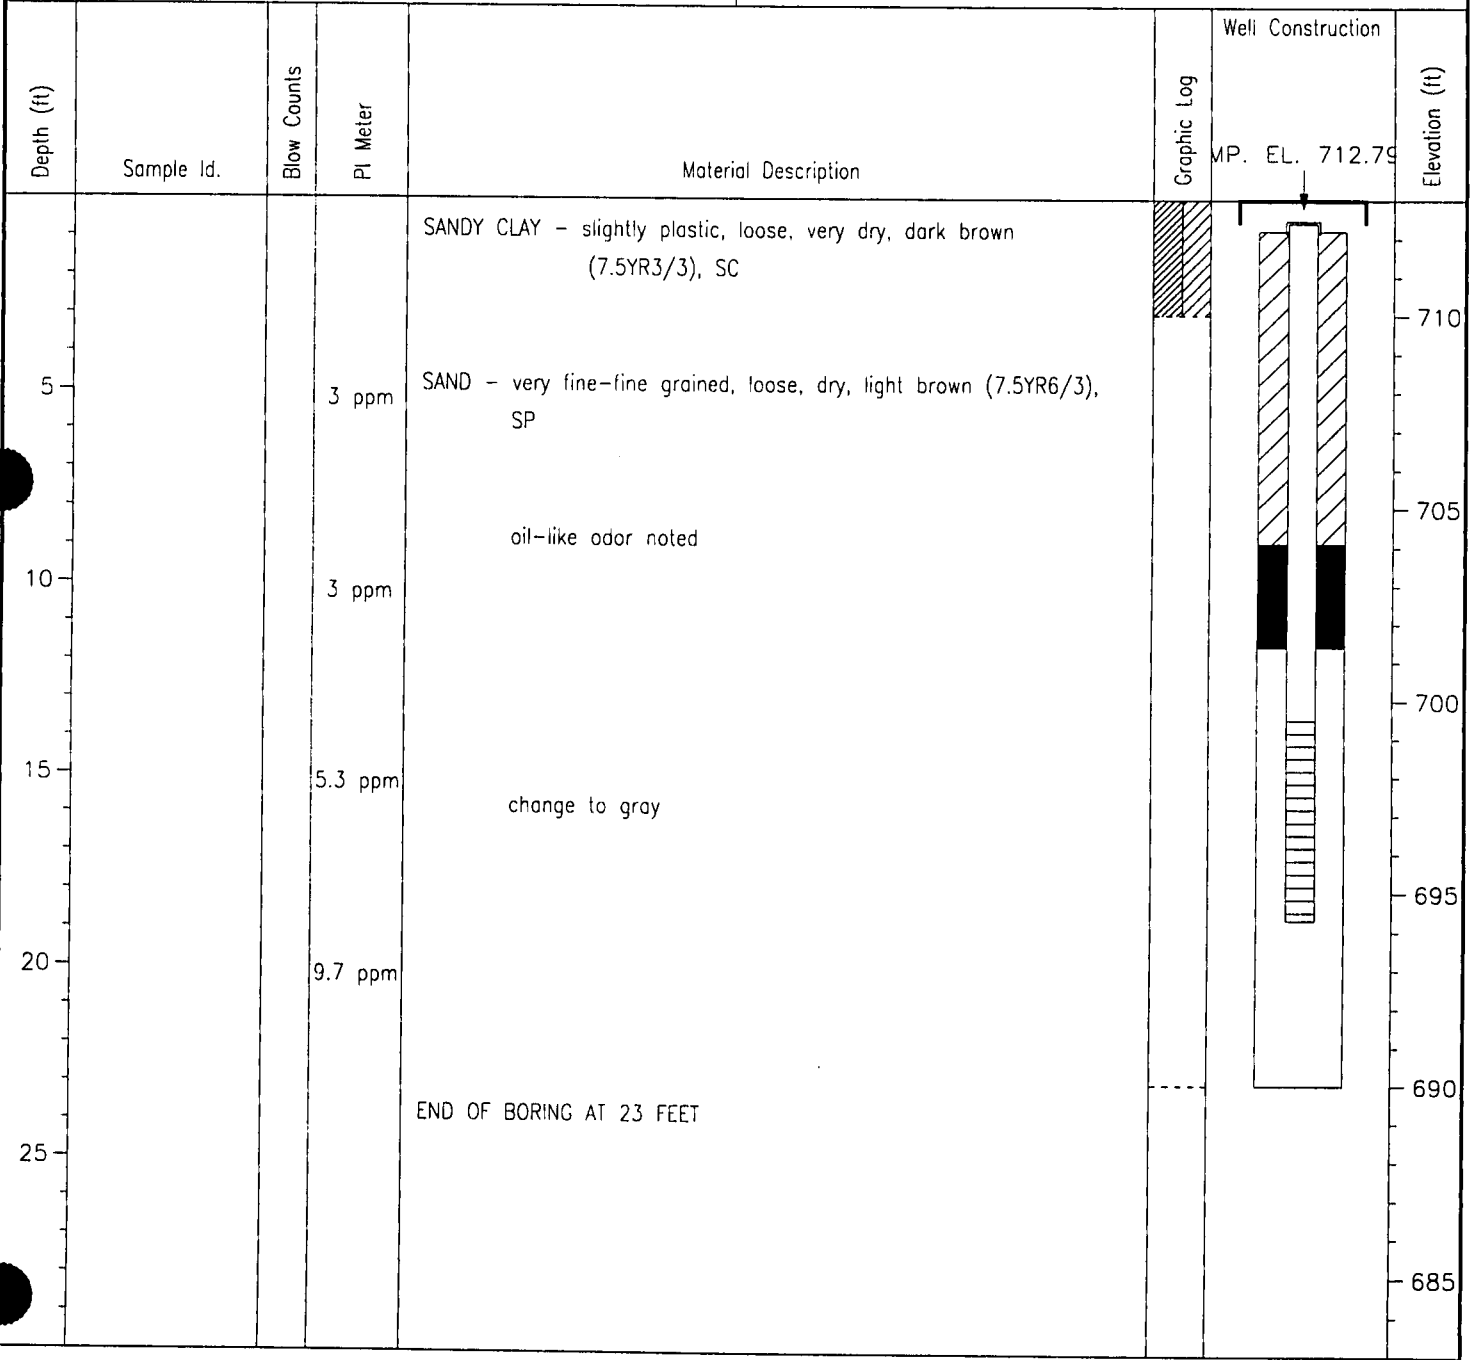 Depth (ft)
Sample Id.
Blow Counts
PI Meter
Material Description
Graphic Log
Well Construction
MP. EL. 712.79
Elevation (ft)
SANDY CLAY - slightly plastic, loose, very dry, dark brown
(7.5YR3/3), SC
710
5
3 ppm
SAND - very fine-fine grained, loose, dry, light brown (7.5YR6/3),
SP
705
oil-like odor noted
10
3 ppm
700
15
5.3 ppm
change to gray
695
20
9.7 ppm
690
END OF BORING AT 23 FEET
25
685